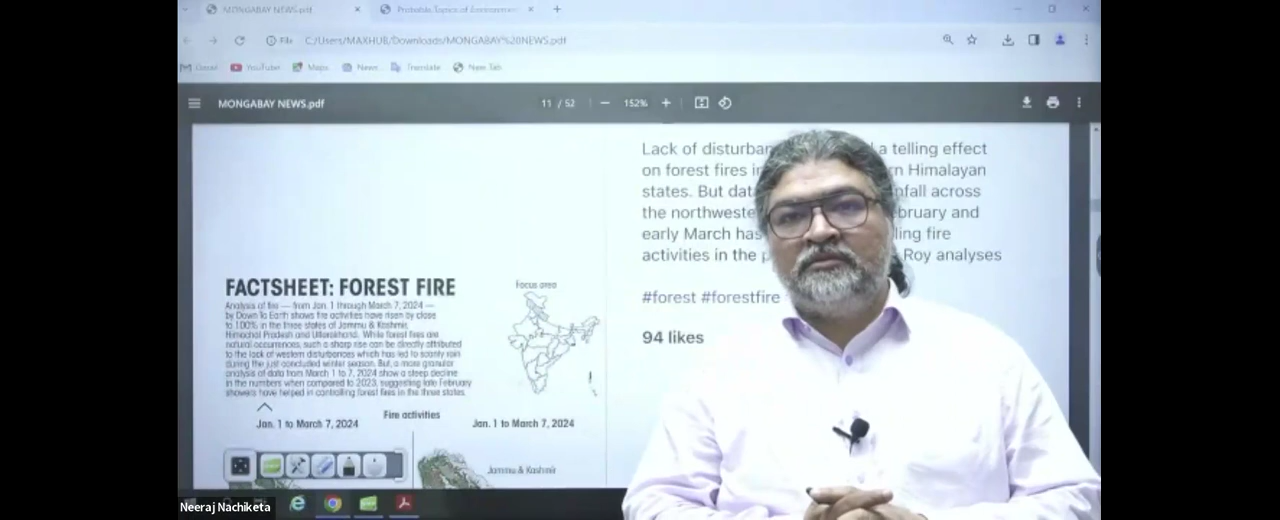 MONGABAY NEWS.pdf
Probable Topics of Environmen
File
C:/Users/MAXHUB/Downloads/MONGABAY%20NEWS.pdf
Gmail
YouTube
Maps
News
Translate
New Tab
MONGABAY NEWS.pdf
11 / 52
152%
Lack of disturban a telling effect
on forest fires i rn Himalayan
states. But dat nfall across
the northweste ebruary and
early March has ling fire
activities in the p Roy analyses
#forest #forestfire
94 likes
FACTSHEET: FOREST FIRE
Analysis of fire — from Jan. 1 through March 7, 2024 —
by Down To Earth shows fire activities have risen by close
to 100% in the three states of Jammu & Kashmir,
Himachal Pradesh and Uttarakhand. While forest fires are
natural occurrences, such a sharp rise can be directly attributed
to the lack of western disturbances which has led to scanty rain
during the just concluded winter season. But, a more granular
analysis of data from March 1 to 7, 2024 show a steep decline
in the numbers when compared to 2023, suggesting late February
showers have helped in controlling forest fires in the three states.
Focus area
Fire activities
Jan. 1 to March 7, 2024
Jan. 1 to March 7, 2024
Jammu & Kashmir
Neeraj Nachiketa